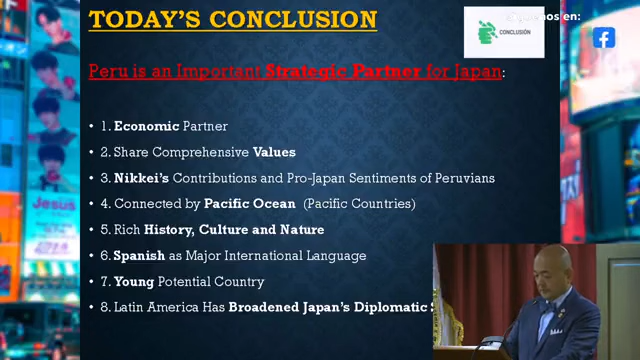 TODAY'S CONCLUSION
CONCLUSIÓN
en:
Peru is an Important Strategic Partner for Japan:
• 1. Economic Partner
• 2. Share Comprehensive Values
• 3. Nikkei's Contributions and Pro-Japan Sentiments of Peruvians
• 4. Connected by Pacific Ocean (Pacific Countries)
• 5. Rich History, Culture and Nature
• 6. Spanish as Major International Language
• 7. Young Potential Country
• 8. Latin America Has Broadened Japan's Diplomatic S
Jesus